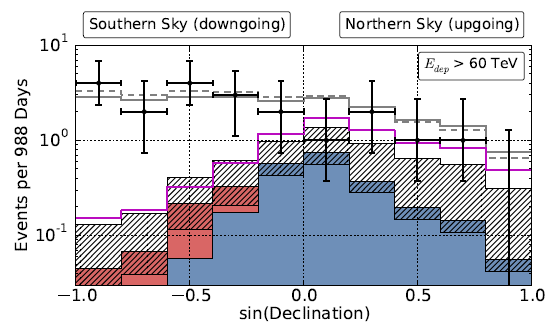 Southern Sky (downgoing) Northern Sky (upgoing)
10¹
E_dep > 60 TeV
10⁰
10⁻¹
Events per 988 Days
−1.0 −0.5 0.0 0.5 1.0
sin(Declination)